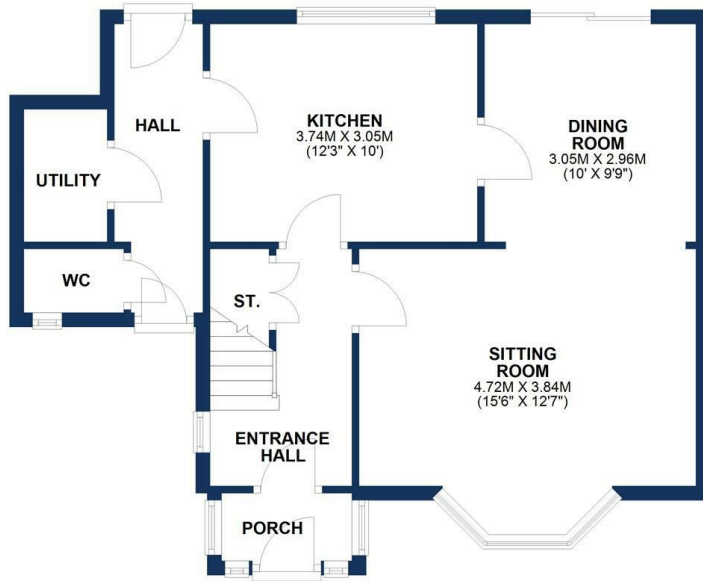 HALL
KITCHEN
3.74M X 3.05M
(12'3" X 10')
DINING
ROOM
3.05M X 2.96M
(10' X 9'9")
UTILITY
WC
ST.
SITTING
ROOM
4.72M X 3.84M
(15'6" X 12'7")
ENTRANCE
HALL
PORCH